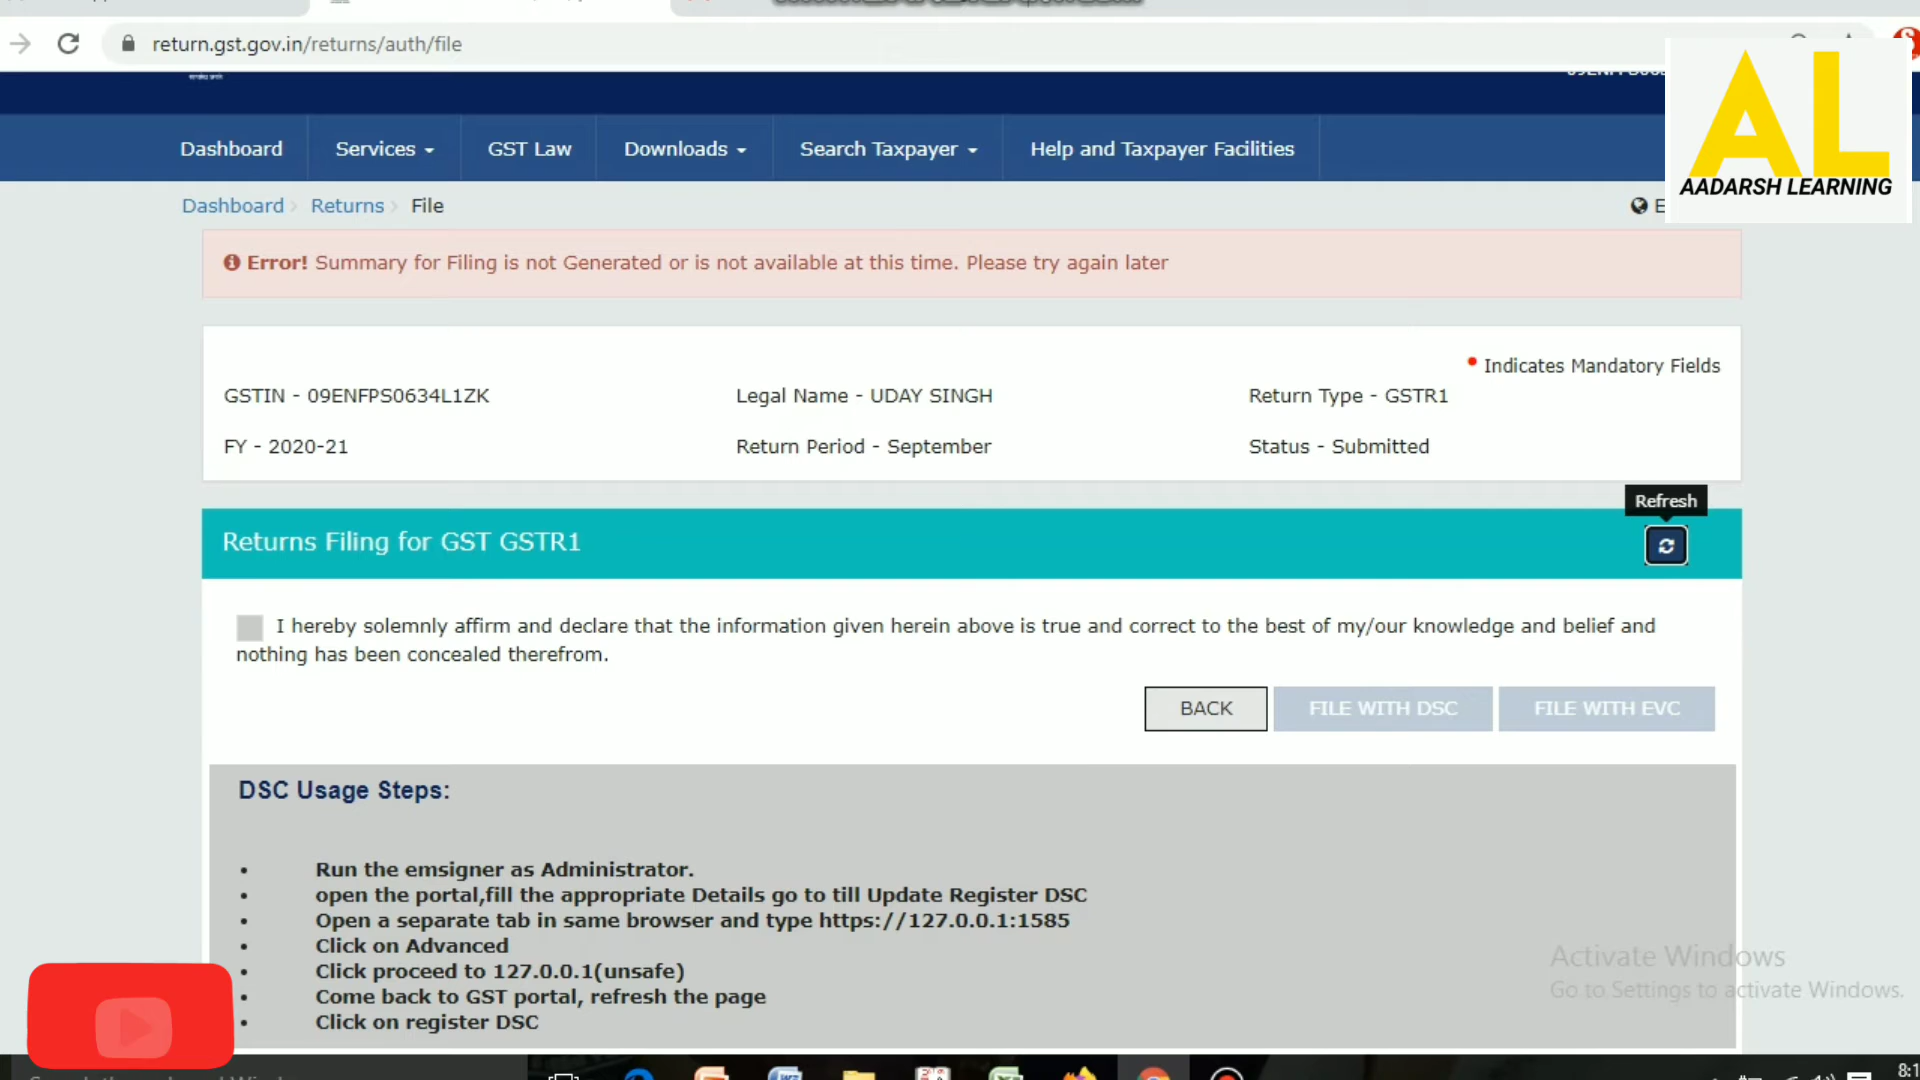 return.gst.gov.in/returns/auth/file
AL
AADARSH LEARNING
Dashboard
Services
GST Law
Downloads
Search Taxpayer
Help and Taxpayer Facilities
Dashboard > Returns > File
Error! Summary for Filing is not Generated or is not available at this time. Please try again later
• Indicates Mandatory Fields
GSTIN - 09ENFPS0634L1ZK
Legal Name - UDAY SINGH
Return Type - GSTR1
FY - 2020-21
Return Period - September
Status - Submitted
Refresh
Returns Filing for GST GSTR1
I hereby solemnly affirm and declare that the information given herein above is true and correct to the best of my/our knowledge and belief and
nothing has been concealed therefrom.
BACK
FILE WITH DSC
FILE WITH EVC
DSC Usage Steps:
• Run the emsigner as Administrator.
• open the portal,fill the appropriate Details go to till Update Register DSC
• Open a separate tab in same browser and type https://127.0.0.1:1585
• Click on Advanced
• Click proceed to 127.0.0.1(unsafe)
• Come back to GST portal, refresh the page
• Click on register DSC
Activate Windows
Go to Settings to activate Windows.